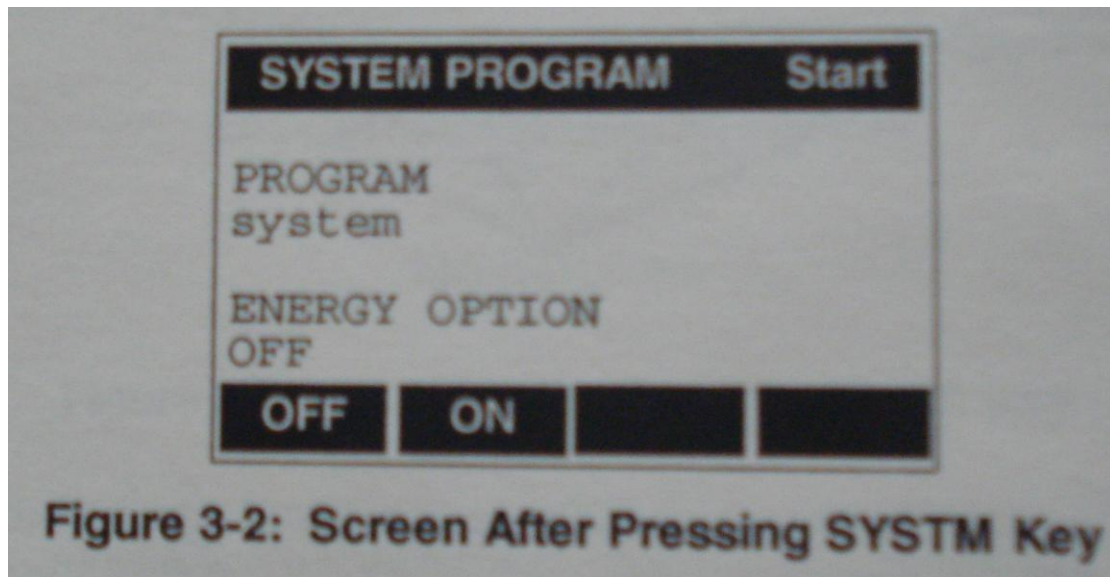 SYSTEM PROGRAM Start
PROGRAM
system
ENERGY OPTION
OFF
OFF ON
Figure 3-2: Screen After Pressing SYSTM Key